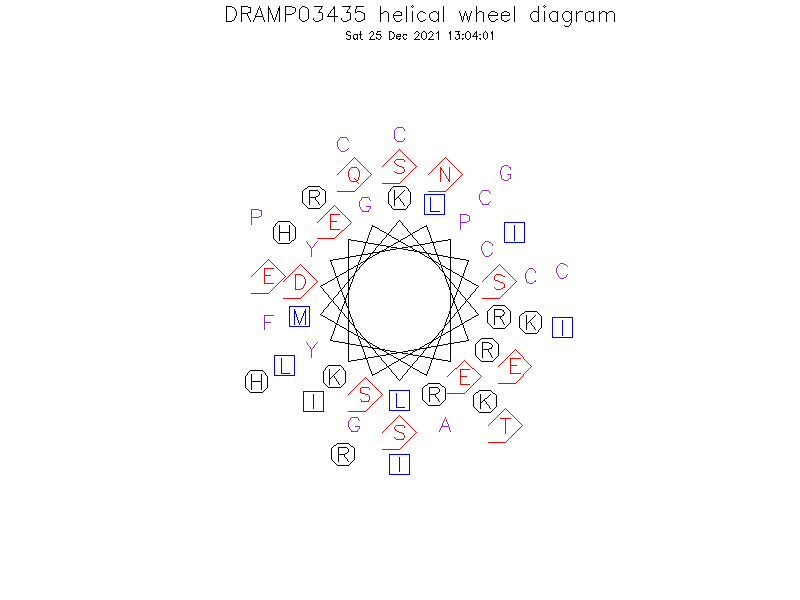 DRAMP03435 helical wheel diagram
Sat 25 Dec 2021 13:04:01
C C
Q S N G
R G K L C
P H E P I
Y C
E D S C C
F M R K I
Y R
H L K E E
I S L R K
G S A T
R I